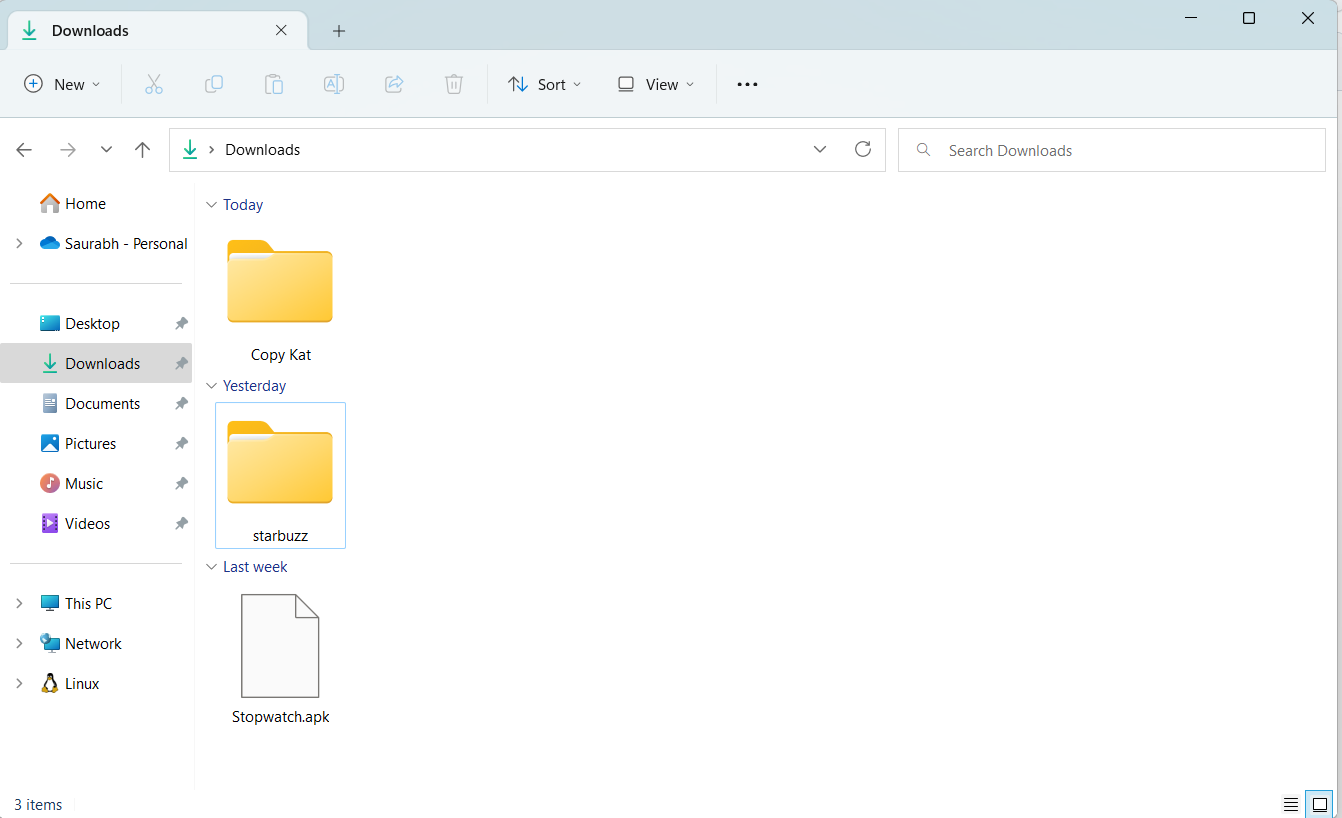 Downloads
New
Sort
View
Downloads
Search Downloads
Home
Saurabh - Personal
Desktop
Downloads
Documents
Pictures
Music
Videos
This PC
Network
Linux
Today
Copy Kat
Yesterday
starbuzz
Last week
Stopwatch.apk
3 items